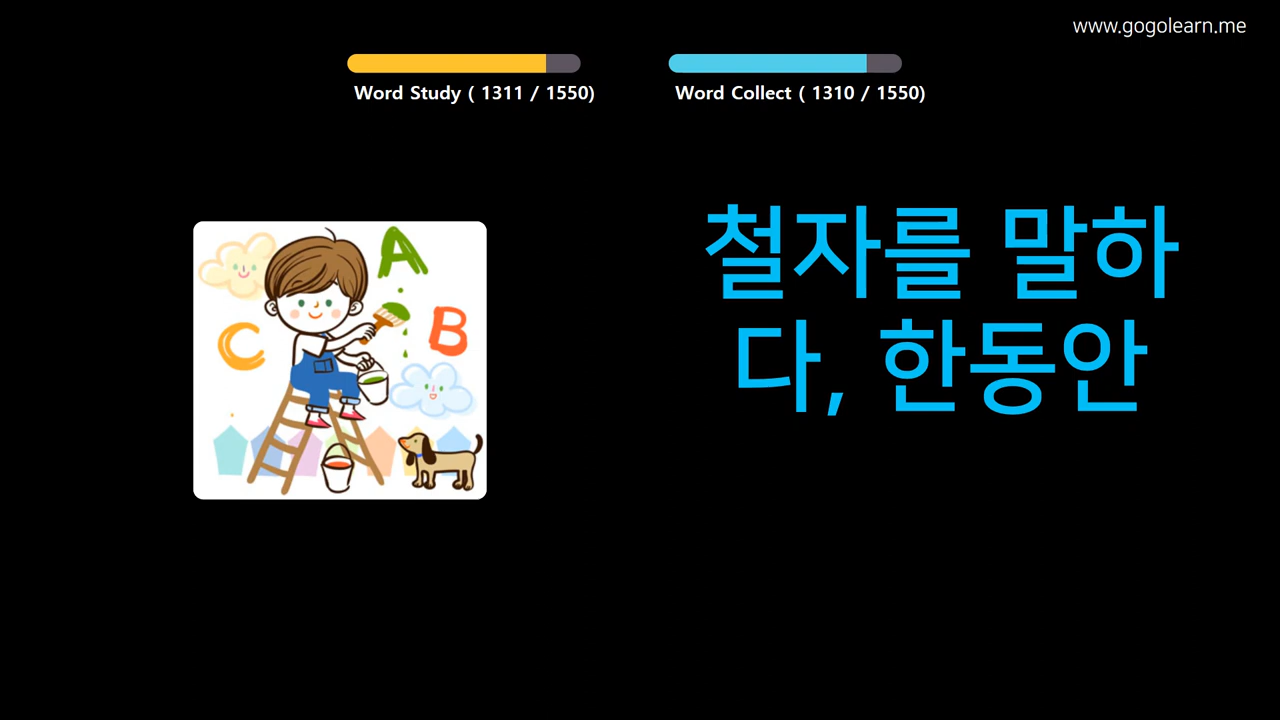 www.gogolearn.me
Word Study ( 1311 / 1550)
Word Collect ( 1310 / 1550)
A
B
C
철자를 말하
다, 한동안